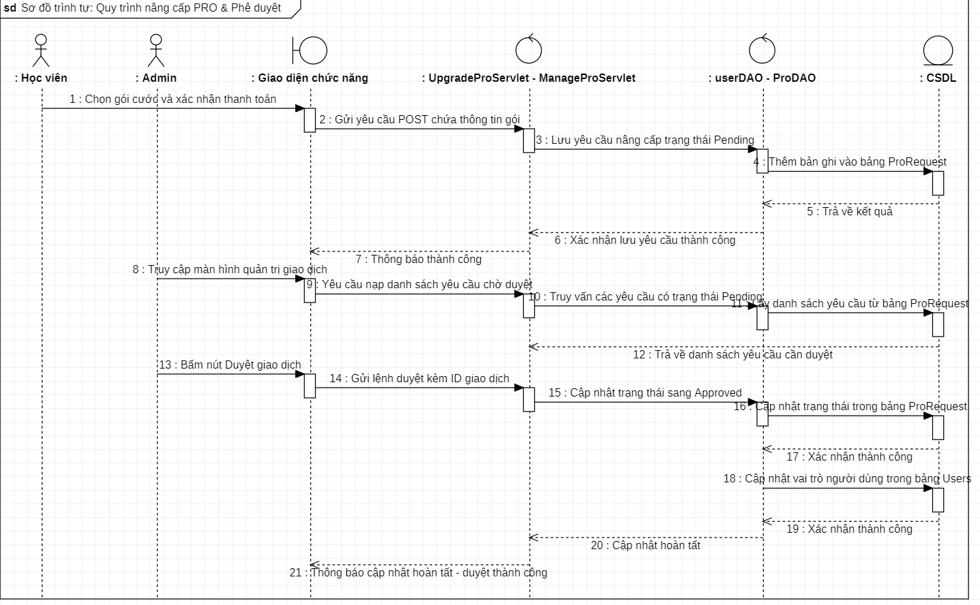 sd Sơ đồ trình tự: Quy trình nâng cấp PRO & Phê duyệt
: Học viên
: Admin
: Giao diện chức năng
: UpgradeProServlet - ManageProServlet
: userDAO - ProDAO
: CSDL
1 : Chọn gói cước và xác nhận thanh toán
2 : Gửi yêu cầu POST chứa thông tin gói
3 : Lưu yêu cầu nâng cấp trạng thái Pending
4 : Thêm bản ghi vào bảng ProRequest
5 : Trả về kết quả
6 : Xác nhận lưu yêu cầu thành công
7 : Thông báo thành công
8 : Truy cập màn hình quản trị giao dịch
9 : Yêu cầu nạp danh sách yêu cầu chờ duyệt
10 : Truy vấn các yêu cầu có trạng thái Pending
11 : Lấy danh sách yêu cầu từ bảng ProRequest
12 : Trả về danh sách yêu cầu cần duyệt
13 : Bấm nút Duyệt giao dịch
14 : Gửi lệnh duyệt kèm ID giao dịch
15 : Cập nhật trạng thái sang Approved
16 : Cập nhật trạng thái trong bảng ProRequest
17 : Xác nhận thành công
18 : Cập nhật vai trò người dùng trong bảng Users
19 : Xác nhận thành công
20 : Cập nhật hoàn tất
21 : Thông báo cập nhật hoàn tất - duyệt thành công